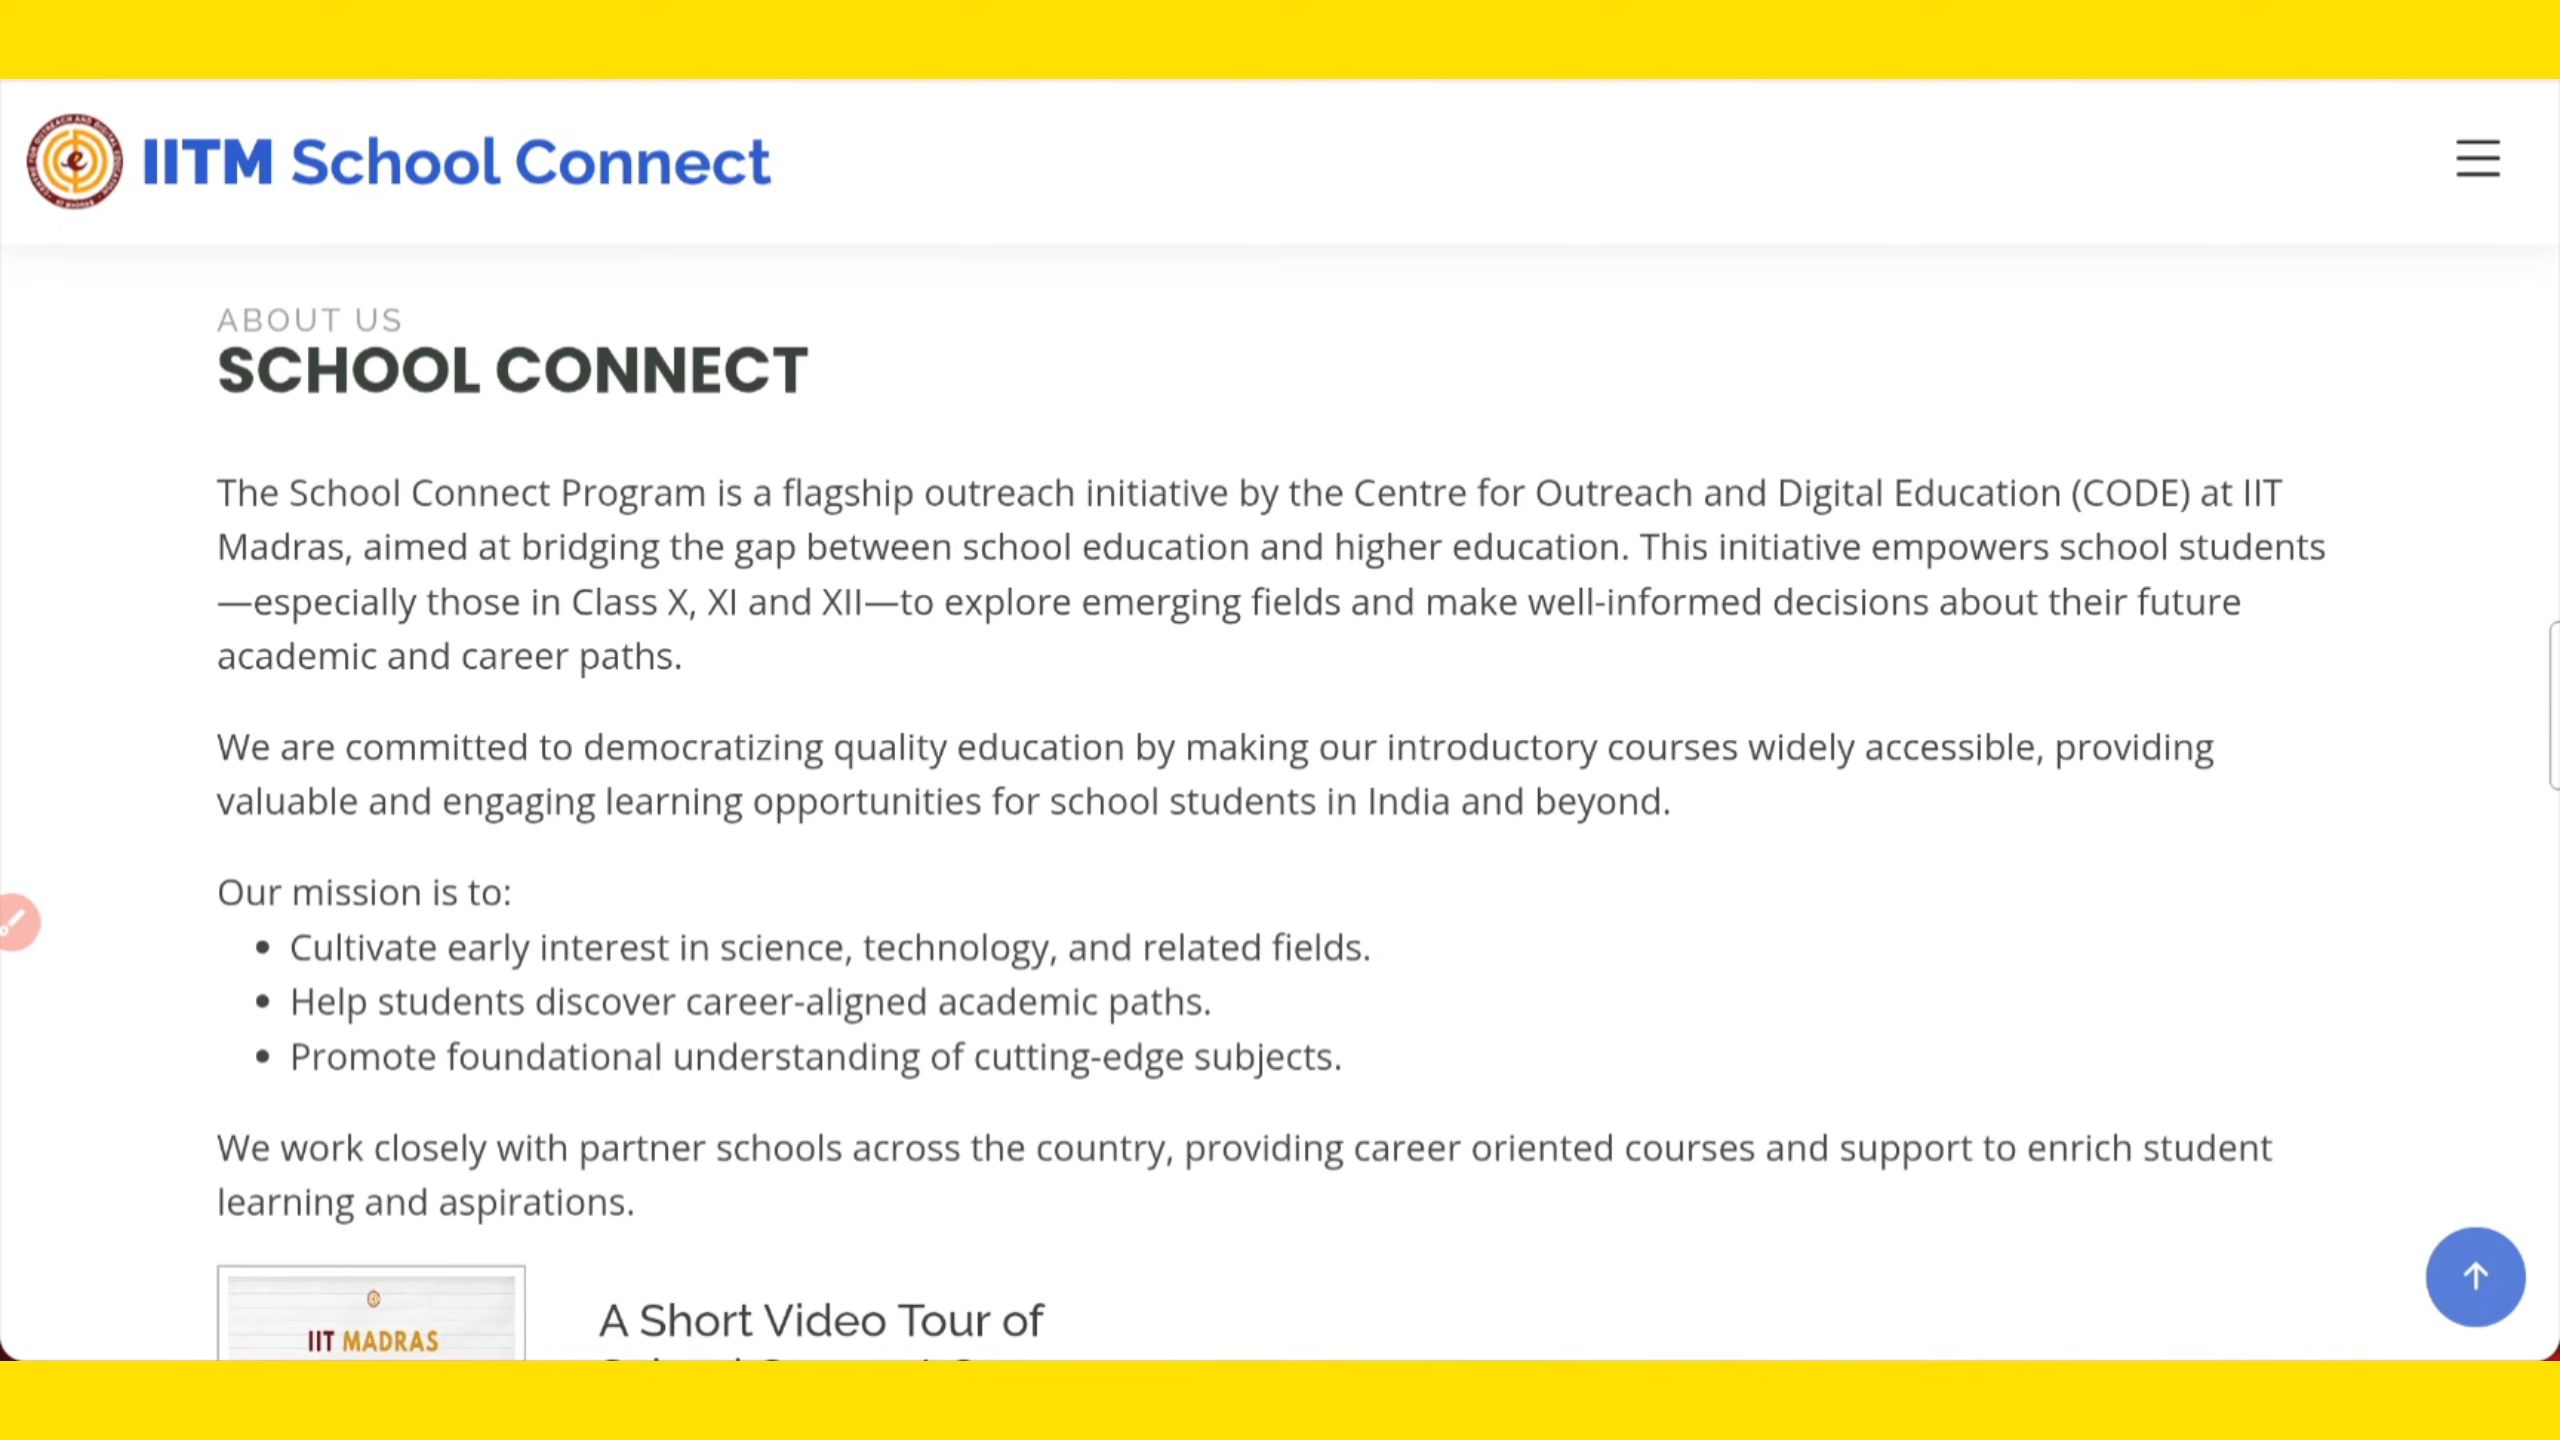 IITM School Connect
ABOUT US
SCHOOL CONNECT
The School Connect Program is a flagship outreach initiative by the Centre for Outreach and Digital Education (CODE) at IIT
Madras, aimed at bridging the gap between school education and higher education. This initiative empowers school students
—especially those in Class X, XI and XII—to explore emerging fields and make well-informed decisions about their future
academic and career paths.
We are committed to democratizing quality education by making our introductory courses widely accessible, providing
valuable and engaging learning opportunities for school students in India and beyond.
Our mission is to:
• Cultivate early interest in science, technology, and related fields.
• Help students discover career-aligned academic paths.
• Promote foundational understanding of cutting-edge subjects.
We work closely with partner schools across the country, providing career oriented courses and support to enrich student
learning and aspirations.
IIT MADRAS
A Short Video Tour of